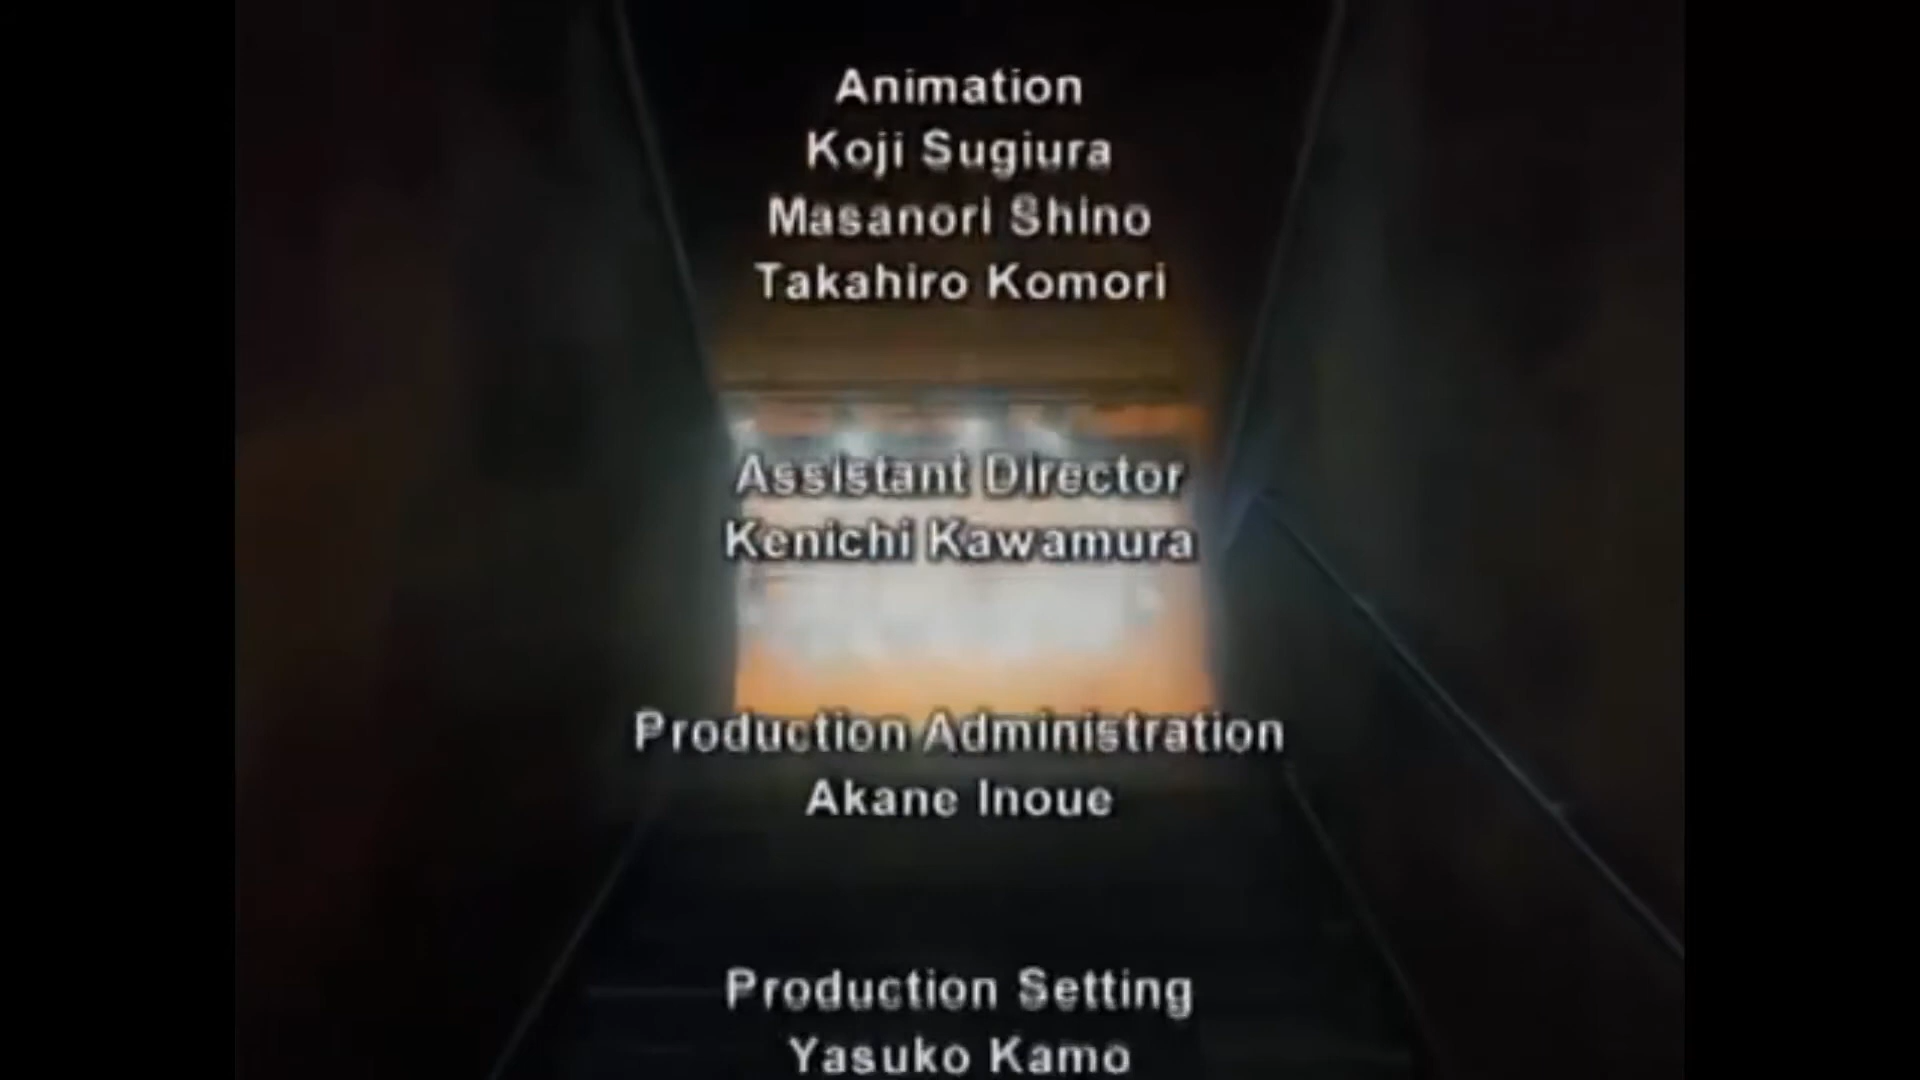 Animation
Koji Sugiura
Masanori Shino
Takahiro Komori
Assistant Director
Kenichi Kawamura
Production Administration
Akane Inoue
Production Setting
Yasuko Kamo